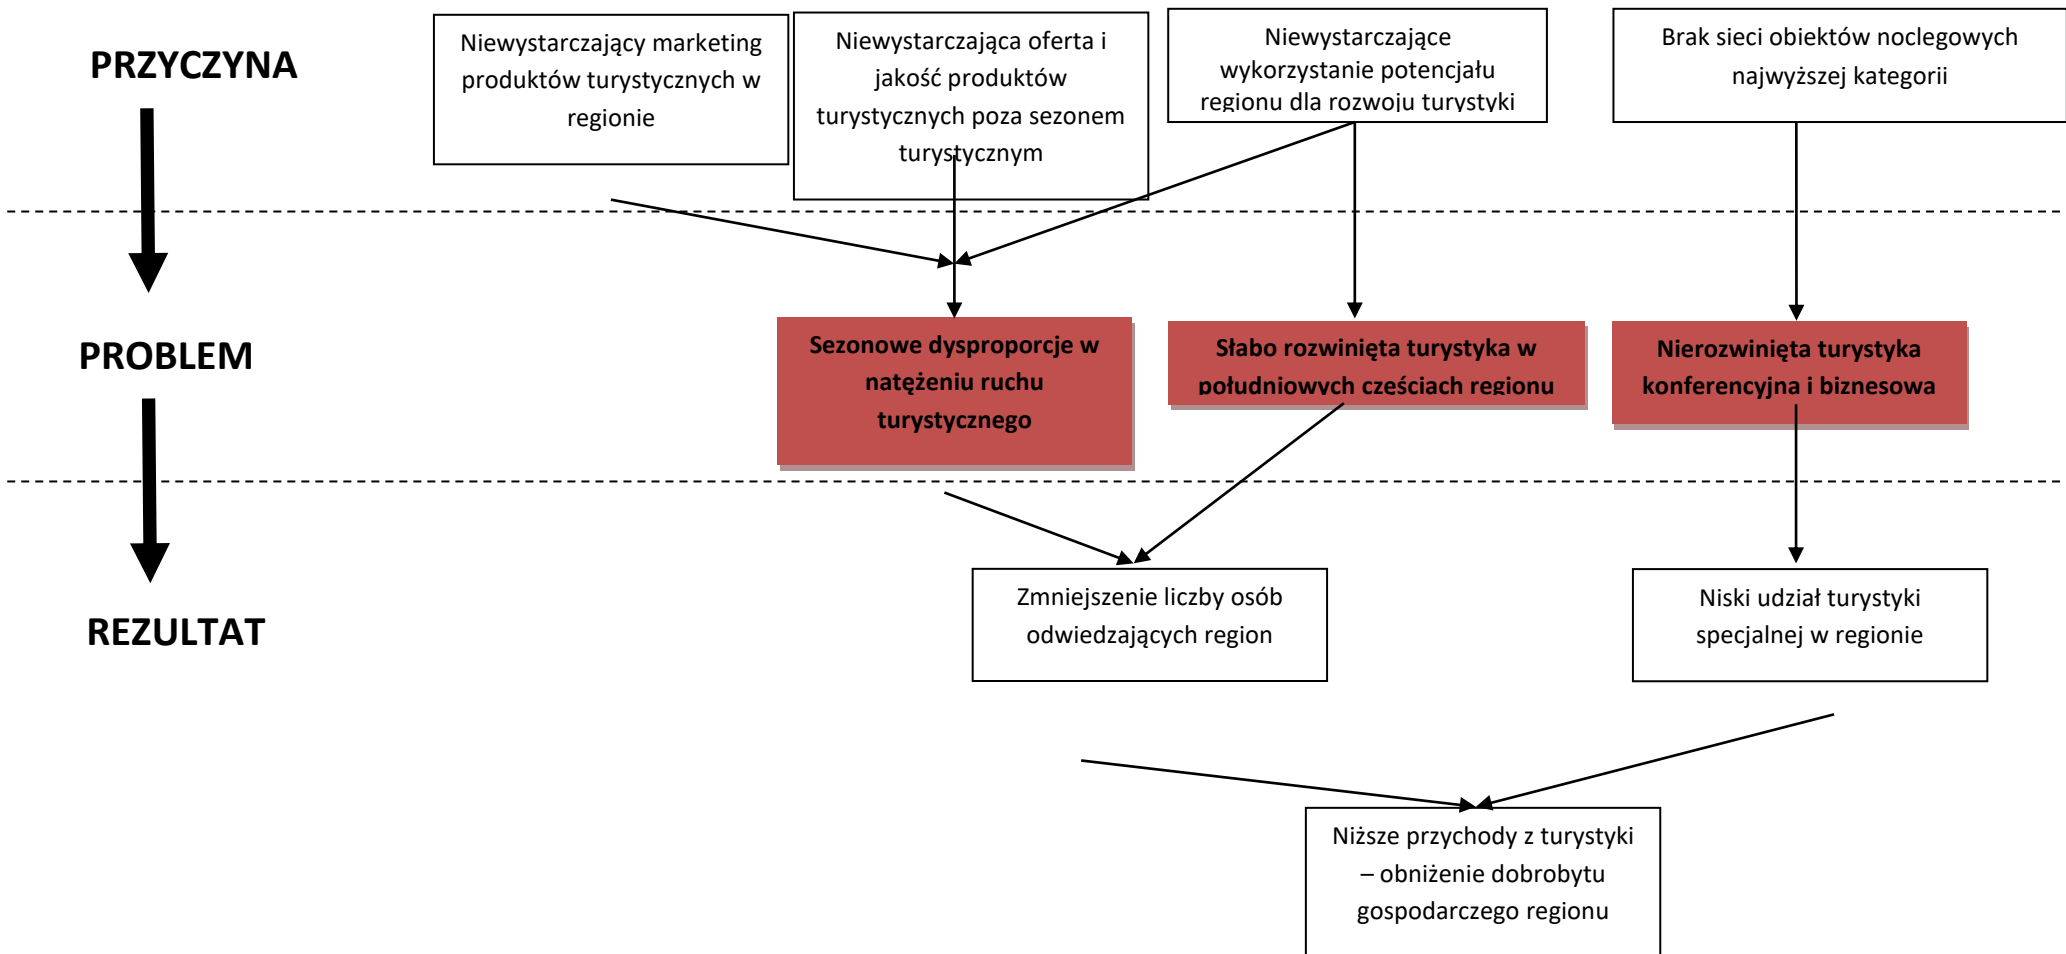 PRZYCZYNA
Niewystarczający marketing
produktów turystycznych w
regionie
Niewystarczająca oferta i
jakość produktów
turystycznych poza sezonem
turystycznym
Niewystarczające
wykorzystanie potencjału
regionu dla rozwoju turystyki
Brak sieci obiektów noclegowych
najwyższej kategorii
PROBLEM
Sezonowe dysproporcje w
natężeniu ruchu
turystycznego
Słabo rozwinięta turystyka w
południowych częściach regionu
Nierozwinięta turystyka
konferencyjna i biznesowa
REZULTAT
Zmniejszenie liczby osób
odwiedzających region
Niski udział turystyki
specjalnej w regionie
Niższe przychody z turystyki
– obniżenie dobrobytu
gospodarczego regionu